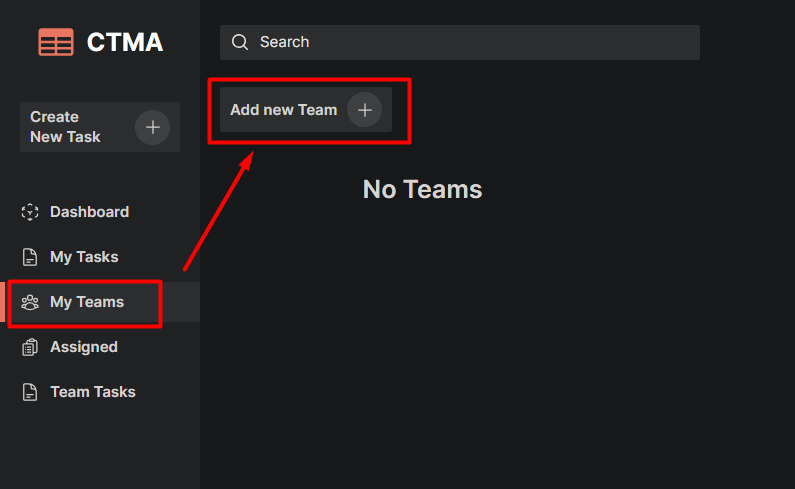 CTMA
Search
Create
New Task
Add new Team
No Teams
Dashboard
My Tasks
My Teams
Assigned
Team Tasks